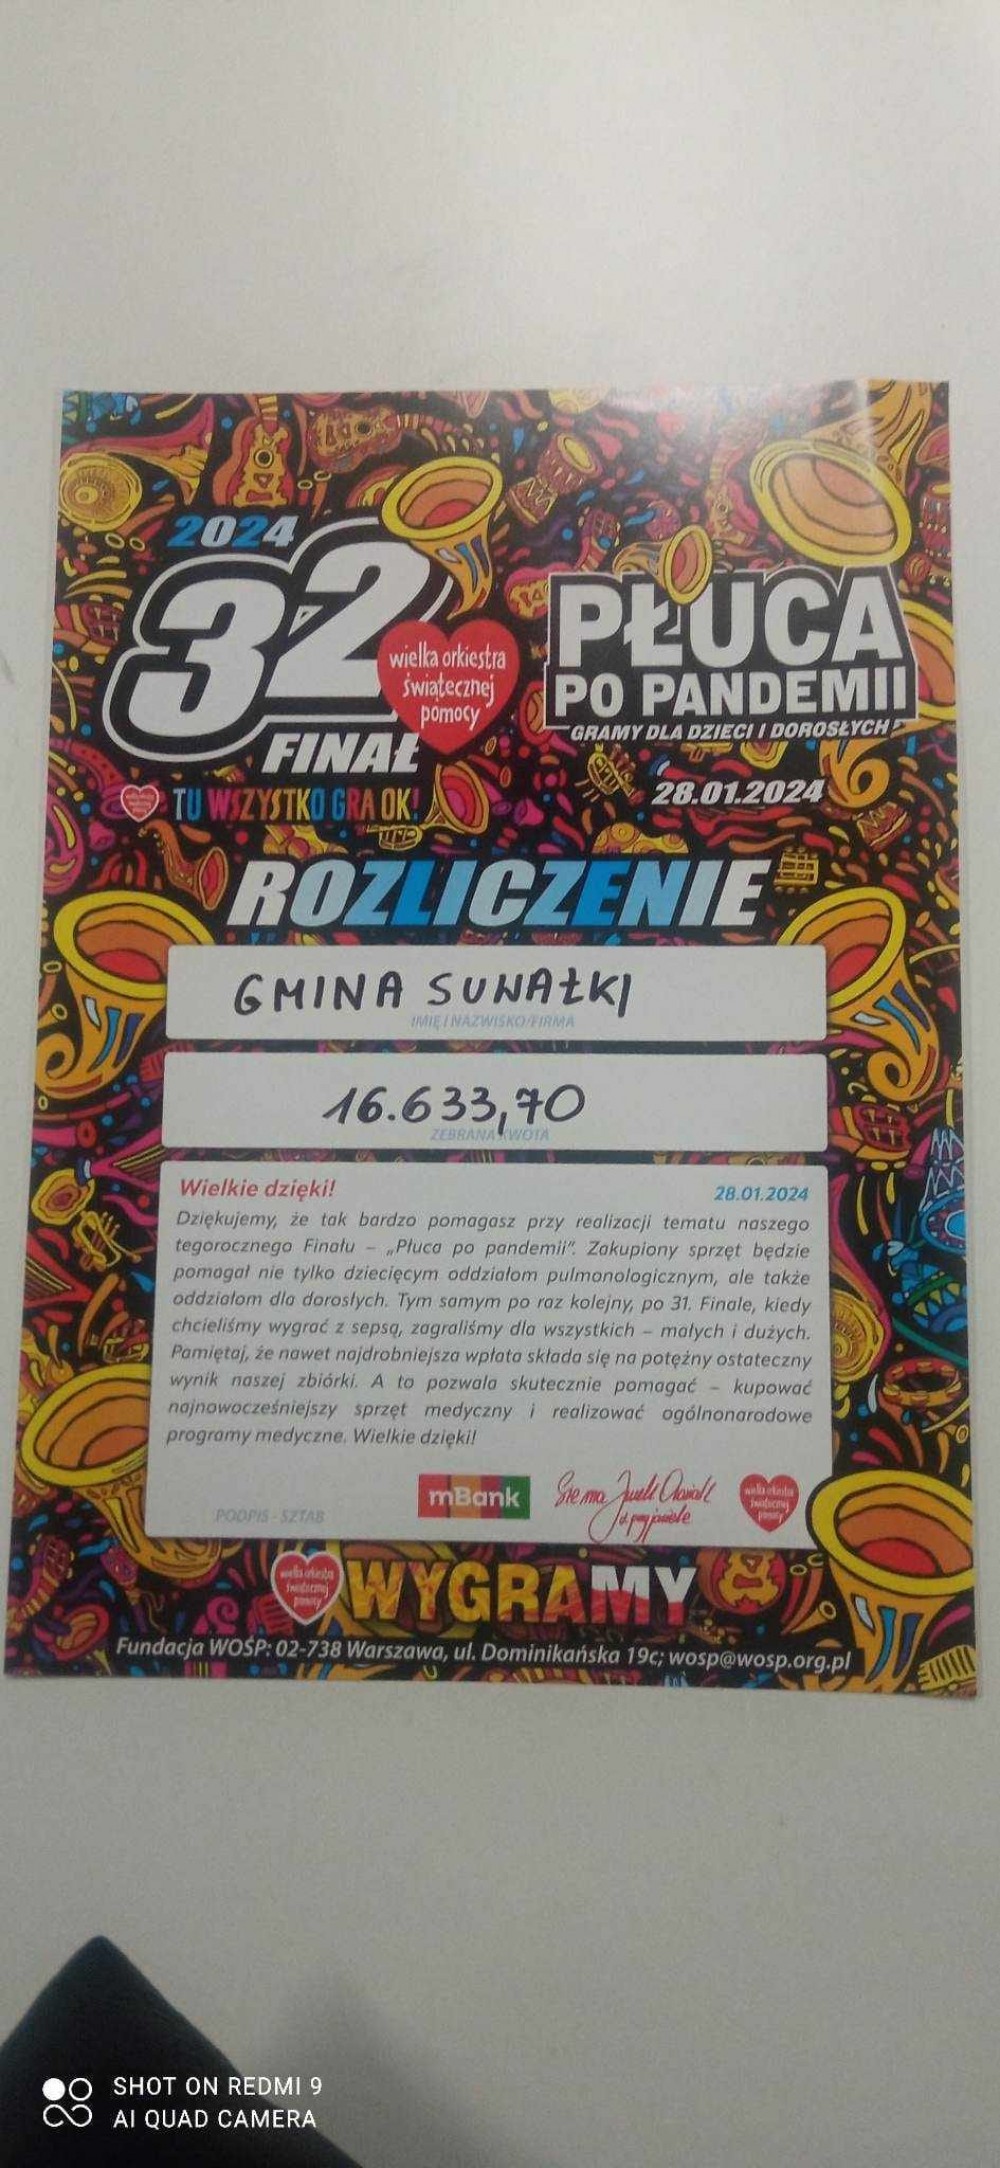 2024
32
FINAŁ
wielka orkiestra
świątecznej
pomocy
PŁUCA
PO PANDEMII
GRAMY DLA DZIECI I DOROSŁYCH
28.01.2024
TU WSZYSTKO GRA OK!
ROZLICZENIE
GMINA SUWAŁKI
IMIĘ I NAZWISKO/FIRMA
16.633,70
ZEBRANA KWOTA
Wielkie dzięki!
28.01.2024
Dziękujemy, że tak bardzo pomagasz przy realizacji tematu naszego
tegorocznego Finału – „Płuca po pandemii”. Zakupiony sprzęt będzie
pomagał nie tylko dziecięcym oddziałom pulmonologicznym, ale także
oddziałom dla dorosłych. Tym samym po raz kolejny, po 31. Finale, kiedy
chcieliśmy wygrać z sepsą, zagraliśmy dla wszystkich – małych i dużych.
Pamiętaj, że nawet najdrobniejsza wpłata składa się na potężny ostateczny
wynik naszej zbiórki. A to pozwala skutecznie pomagać – kupować
najnowocześniejszy sprzęt medyczny i realizować ogólnonarodowe
programy medyczne. Wielkie dzięki!
PODPIS - SZTAB
mBank
Siema
wielka orkiestra
świątecznej
pomocy
wielka orkiestra
świątecznej
pomocy
WYGRAMY
Fundacja WOŚP: 02-738 Warszawa, ul. Dominikańska 19c; wosp@wosp.org.pl
SHOT ON REDMI 9
AI QUAD CAMERA